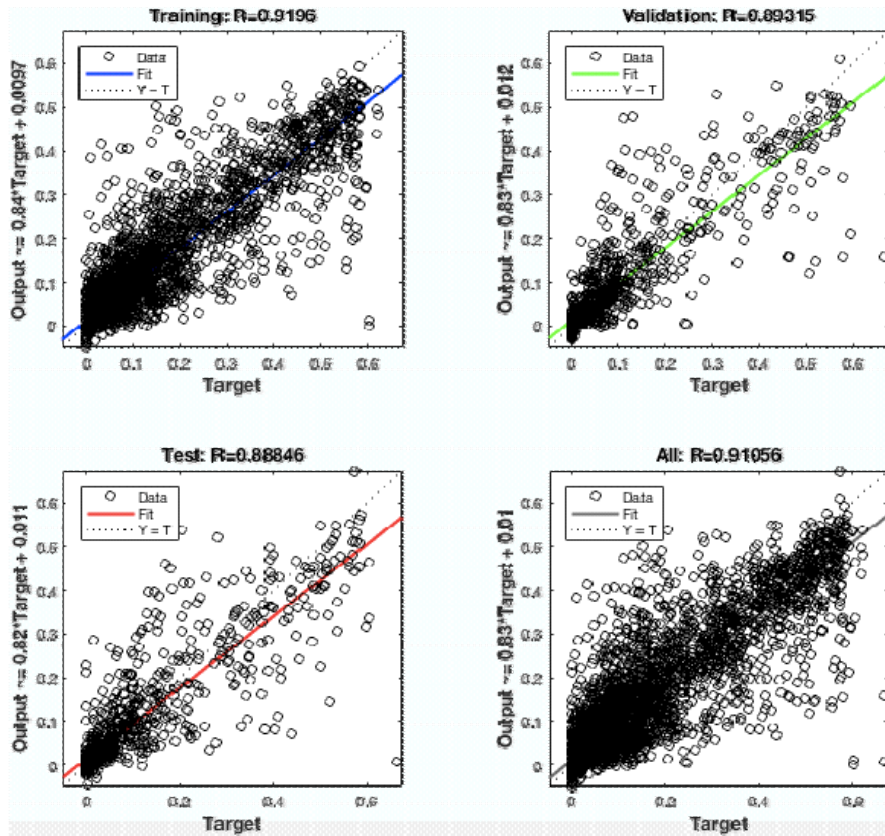 Training: R=0.9196
Output ~= 0.84*Target + 0.0097
0.6
0.5
0.4
0.3
0.2
0.1
0
Data
Fit
Y = T
0 0.1 0.2 0.3 0.4 0.5 0.6
Target
Validation: R=0.89315
Output ~= 0.83*Target + 0.012
0.6
0.5
0.4
0.3
0.2
0.1
0
Data
Fit
Y = T
0 0.1 0.2 0.3 0.4 0.5 0.6
Target
Test: R=0.88846
Output ~= 0.82*Target + 0.011
0.6
0.5
0.4
0.3
0.2
0.1
0
Data
Fit
Y = T
0 0.2 0.4 0.6
Target
All: R=0.91056
Output ~= 0.83*Target + 0.01
0.6
0.5
0.4
0.3
0.2
0.1
0
Data
Fit
Y = T
0 0.2 0.4 0.6
Target